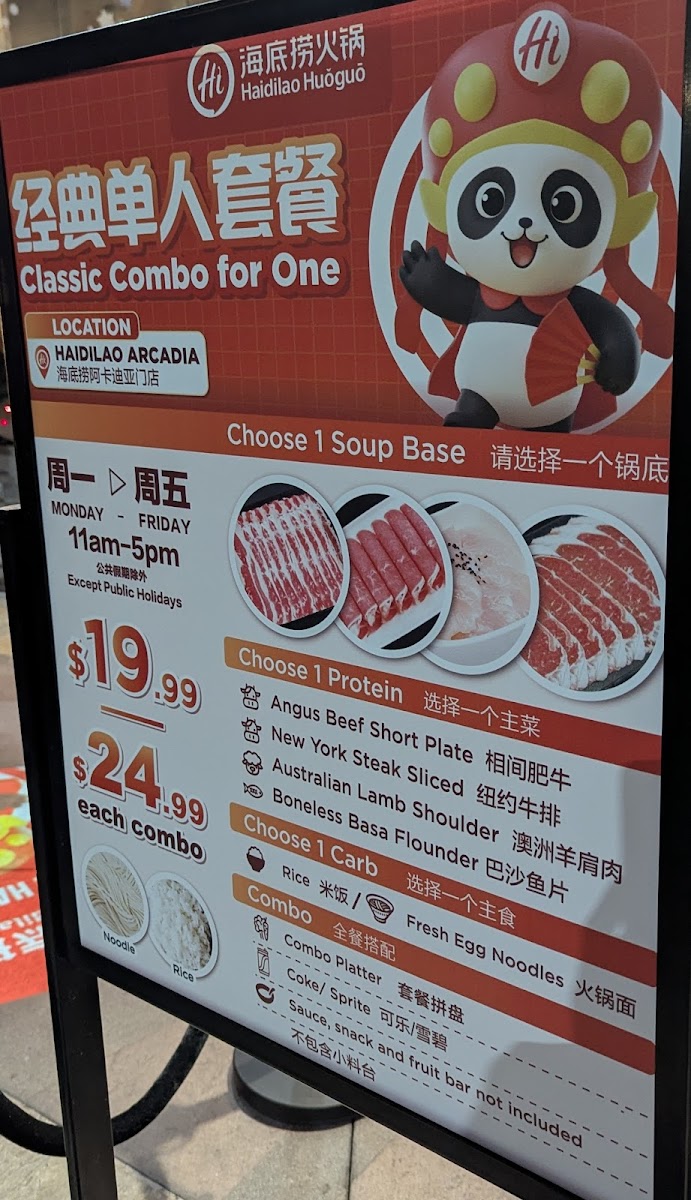 Hi 海底捞火锅
Haidilao Huǒguō
Hi
经典单人套餐
Classic Combo for One
LOCATION
Hi HAIDILAO ARCADIA
海底捞阿卡迪亚门店
Choose 1 Soup Base 请选择一个锅底
周一 ▷ 周五
MONDAY - FRIDAY
11am-5pm
公共假期除外
Except Public Holidays
$19.99
$24.99
each combo
Noodle
Rice
Choose 1 Protein 选择一个主菜
Angus Beef Short Plate 相间肥牛
New York Steak Sliced 纽约牛排
Australian Lamb Shoulder 澳洲羊肩肉
Boneless Basa Flounder 巴沙鱼片
Choose 1 Carb 选择一个主食
Rice 米饭 / Fresh Egg Noodles 火锅面
Combo 全餐搭配
Combo Platter 套餐拼盘
Coke/ Sprite 可乐/雪碧
Sauce, snack and fruit bar not included
不包含小料台